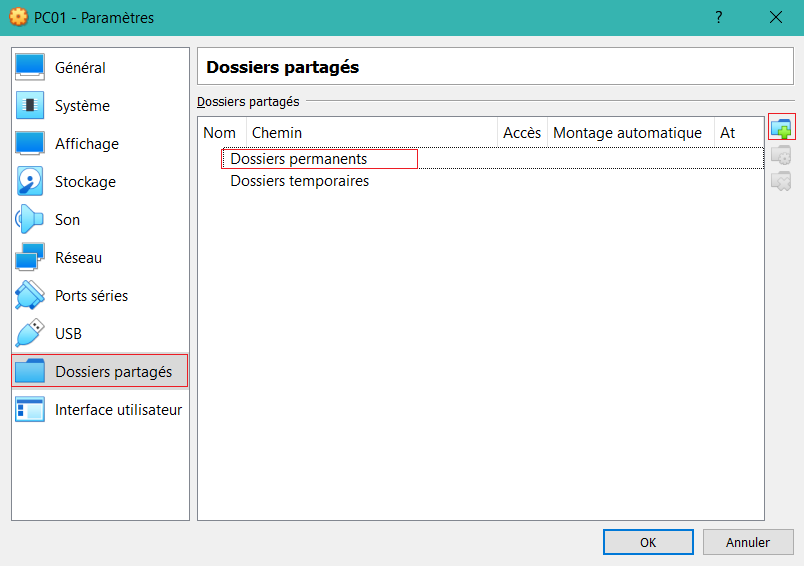 PC01 - Paramètres
?
Général
Système
Affichage
Stockage
Son
Réseau
Ports séries
USB
Dossiers partagés
Interface utilisateur
Dossiers partagés
Dossiers partagés
Nom Chemin Accès Montage automatique At
Dossiers permanents
Dossiers temporaires
OK Annuler